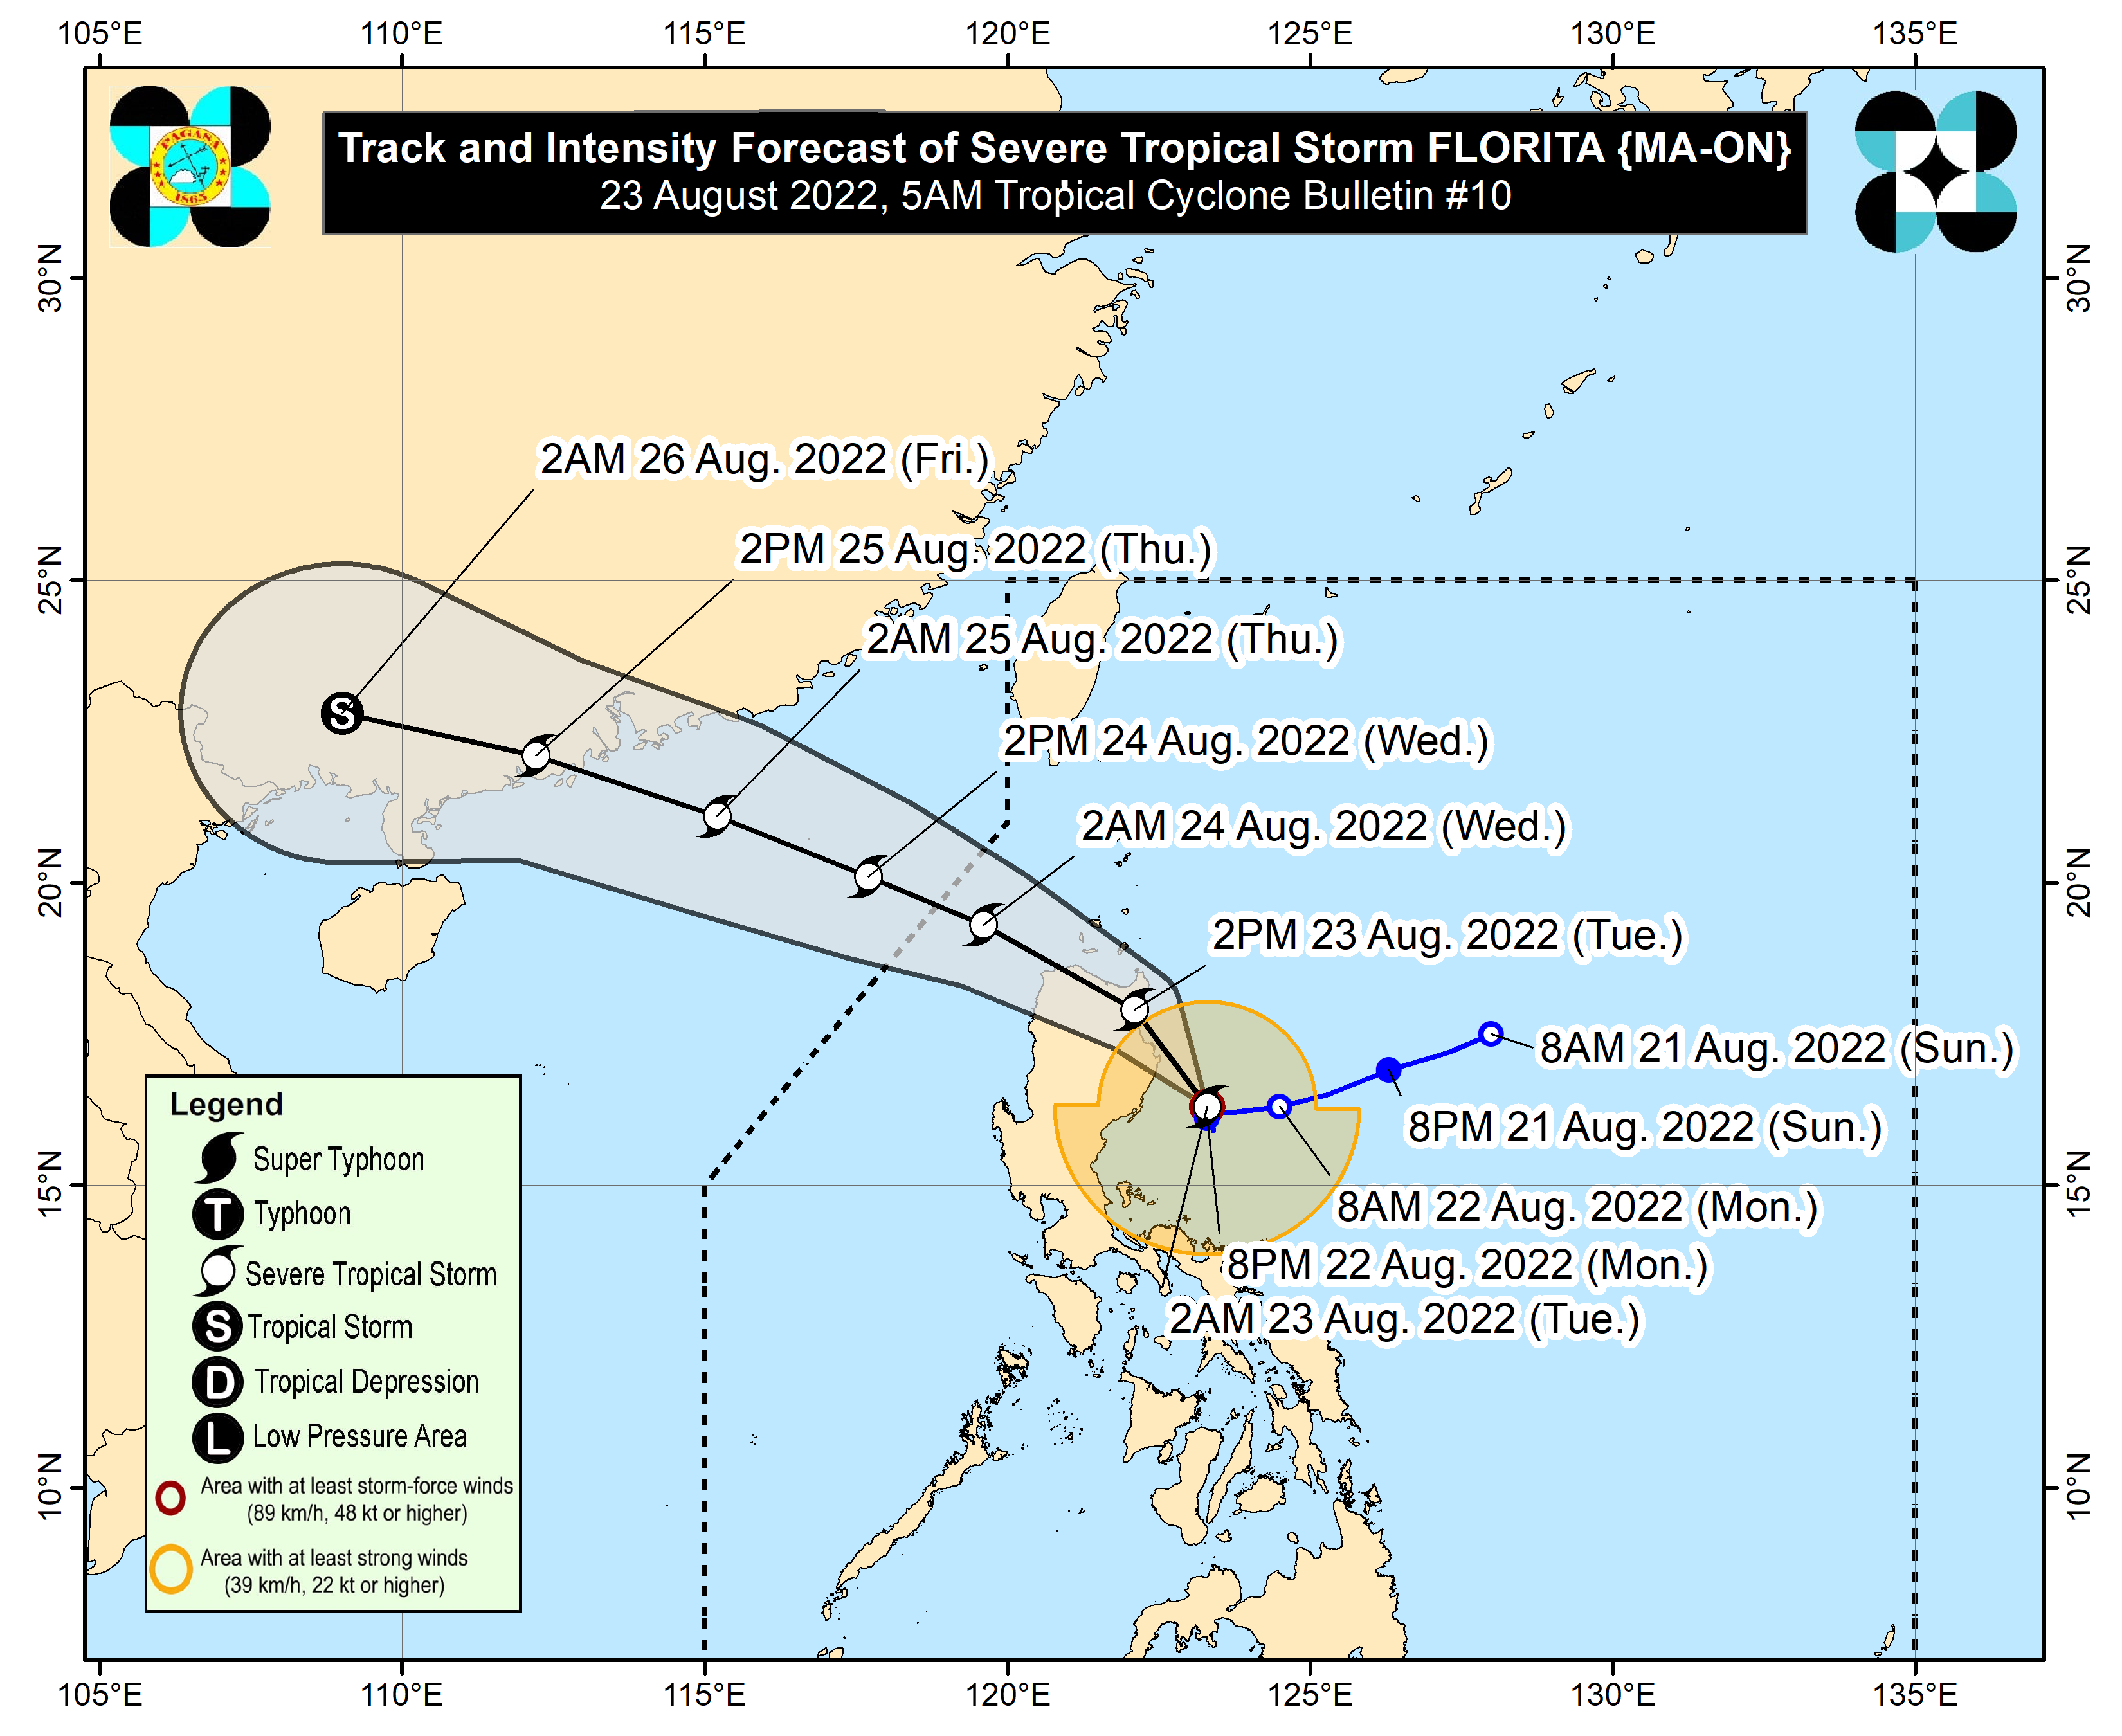 105°E 110°E 115°E 120°E 125°E 130°E 135°E
PAGASA
1865
Track and Intensity Forecast of Severe Tropical Storm FLORITA {MA-ON}
23 August 2022, 5AM Tropical Cyclone Bulletin #10
30°N 30°N
2AM 26 Aug. 2022 (Fri.)
2PM 25 Aug. 2022 (Thu.)
25°N 25°N
2AM 25 Aug. 2022 (Thu.)
2PM 24 Aug. 2022 (Wed.)
S
2AM 24 Aug. 2022 (Wed.)
20°N 20°N
2PM 23 Aug. 2022 (Tue.)
8AM 21 Aug. 2022 (Sun.)
8PM 21 Aug. 2022 (Sun.)
15°N 15°N
8AM 22 Aug. 2022 (Mon.)
8PM 22 Aug. 2022 (Mon.)
2AM 23 Aug. 2022 (Tue.)
Legend
Super Typhoon
T Typhoon
Severe Tropical Storm
S Tropical Storm
D Tropical Depression
L Low Pressure Area
Area with at least storm-force winds
(89 km/h, 48 kt or higher)
Area with at least strong winds
(39 km/h, 22 kt or higher)
10°N 10°N
105°E 110°E 115°E 120°E 125°E 130°E 135°E